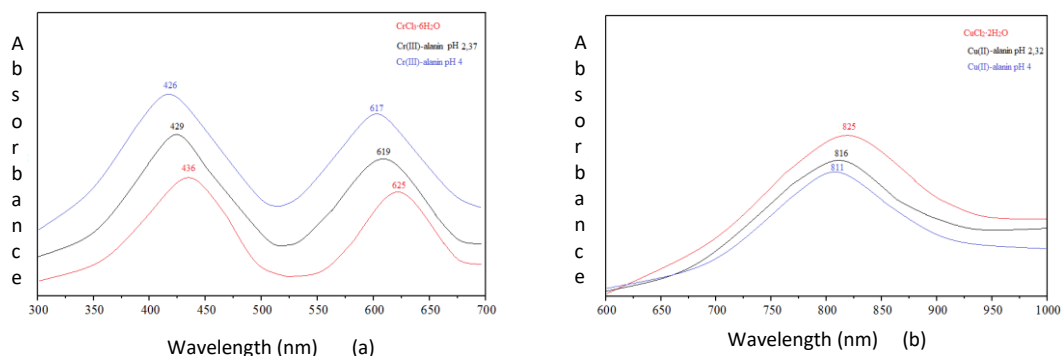 Absorbance
CrCl3·6H2O
Cr(III)-alanin pH 2,37
Cr(III)-alanin pH 4
426
617
429
619
436
625
300 350 400 450 500 550 600 650 700
Wavelength (nm) (a)
Absorbance
CuCl2·2H2O
Cu(II)-alanin pH 2,32
Cu(II)-alanin pH 4
825
816
811
600 650 700 750 800 850 900 950 1000
Wavelength (nm) (b)